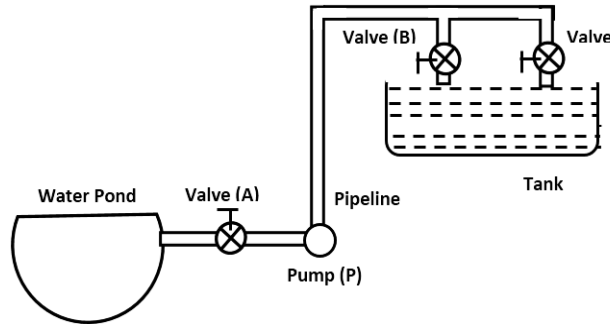 Valve (B)
Valve
Water Pond
Valve (A)
Pipeline
Tank
Pump (P)